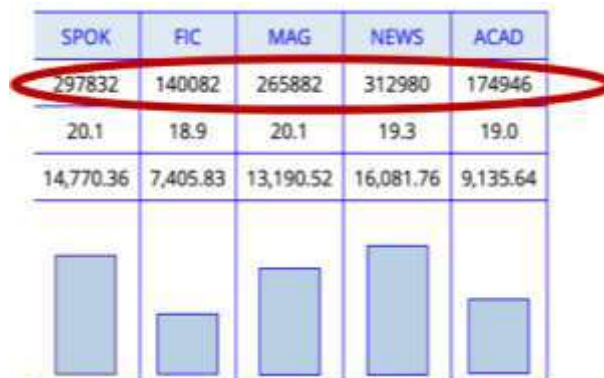 SPOK FIC MAG NEWS ACAD
297832 140082 265882 312980 174946
20.1 18.9 20.1 19.3 19.0
14,770.36 7,405.83 13,190.52 16,081.76 9,135.64